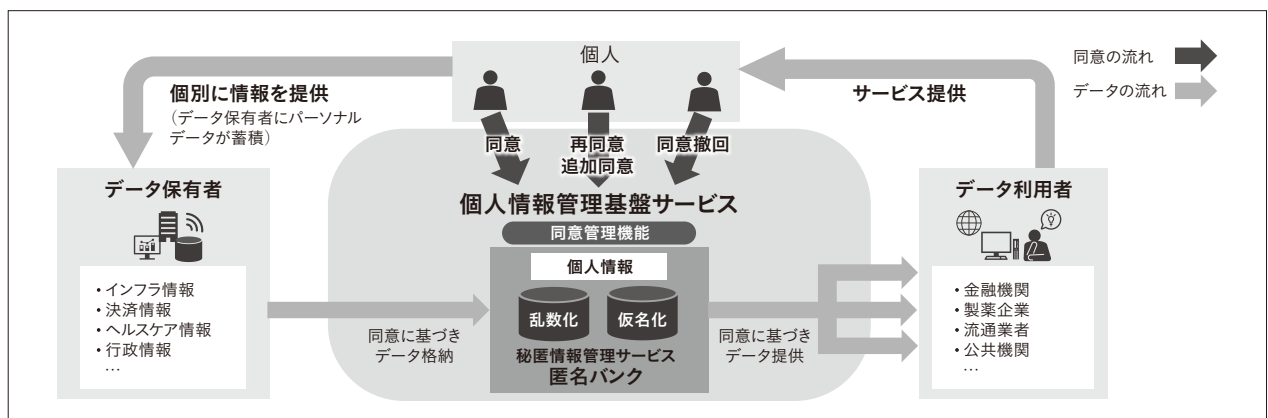 個人
同意の流れ
データの流れ
個別に情報を提供
（データ保有者にパーソナル
データが蓄積）
サービス提供
同意
再同意
追加同意
同意撤回
データ保有者
・インフラ情報
・決済情報
・ヘルスケア情報
・行政情報
…
個人情報管理基盤サービス
同意管理機能
個人情報
乱数化
仮名化
秘匿情報管理サービス
匿名バンク
同意に基づき
データ格納
同意に基づき
データ提供
データ利用者
・金融機関
・製薬企業
・流通業者
・公共機関
…